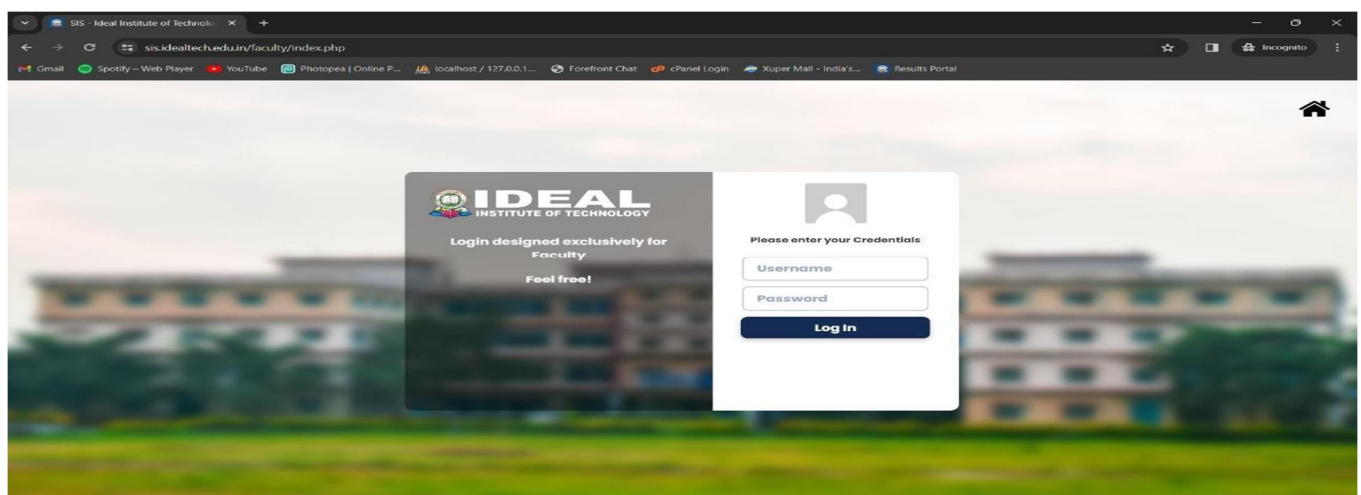 SIS - Ideal Institute of Technolo
sis.idealtech.edu.in/faculty/index.php
Incognito
Gmail Spotify – Web Player YouTube Photopea | Online P... localhost / 127.0.0.1... Forefront Chat cPanel Login Xuper Mall - India's... Results Portal
IDEAL
INSTITUTE OF TECHNOLOGY
Login designed exclusively for
Faculty
Feel free!
Please enter your Credentials
Username
Password
Log In